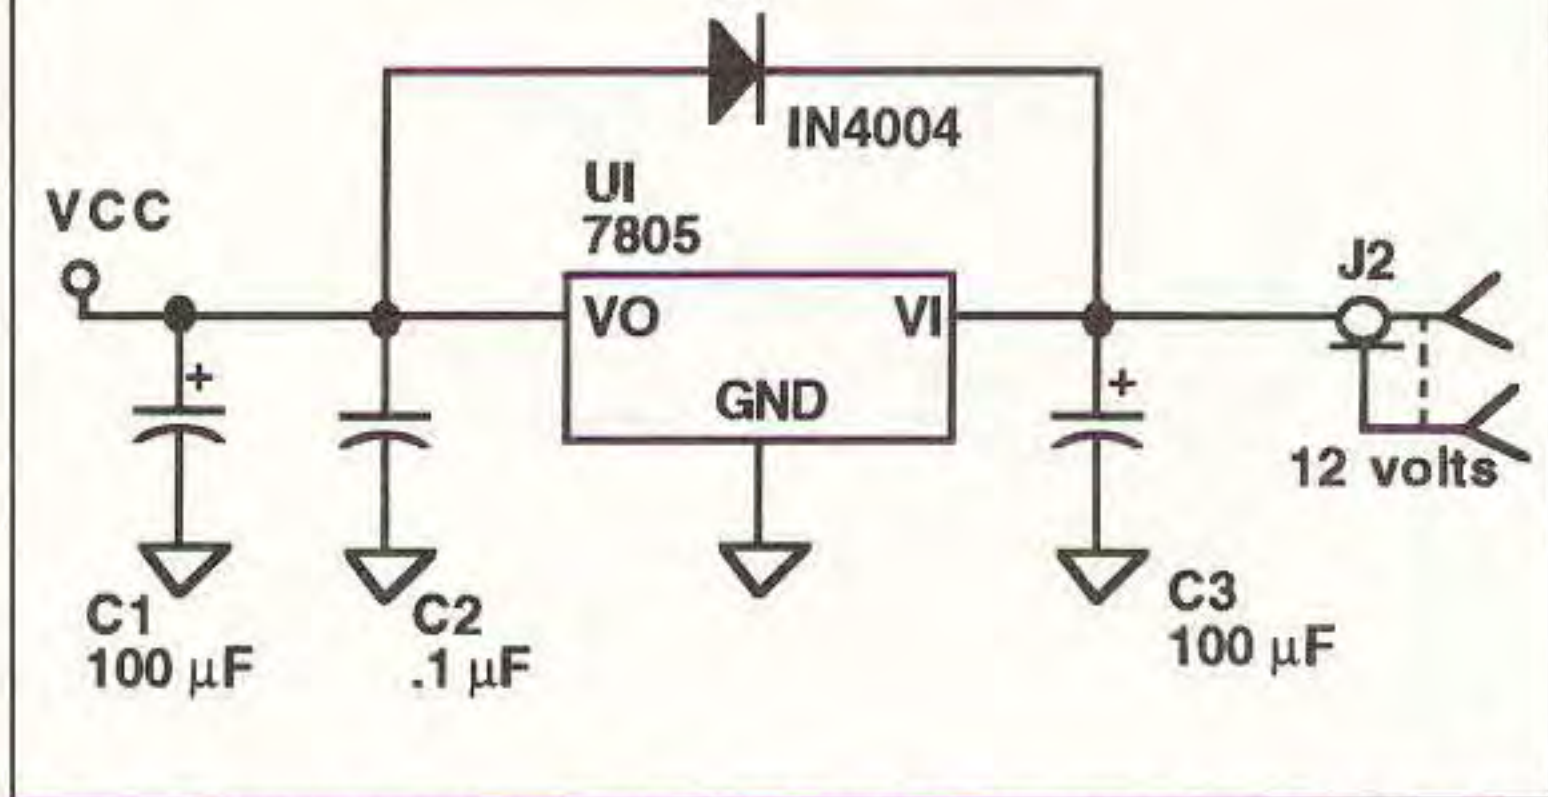 IN4004
UI
7805
VCC
J2
VO
VI
+
+
GND
12 volts
C1
100 µF
C2
.1 µF
C3
100 µF